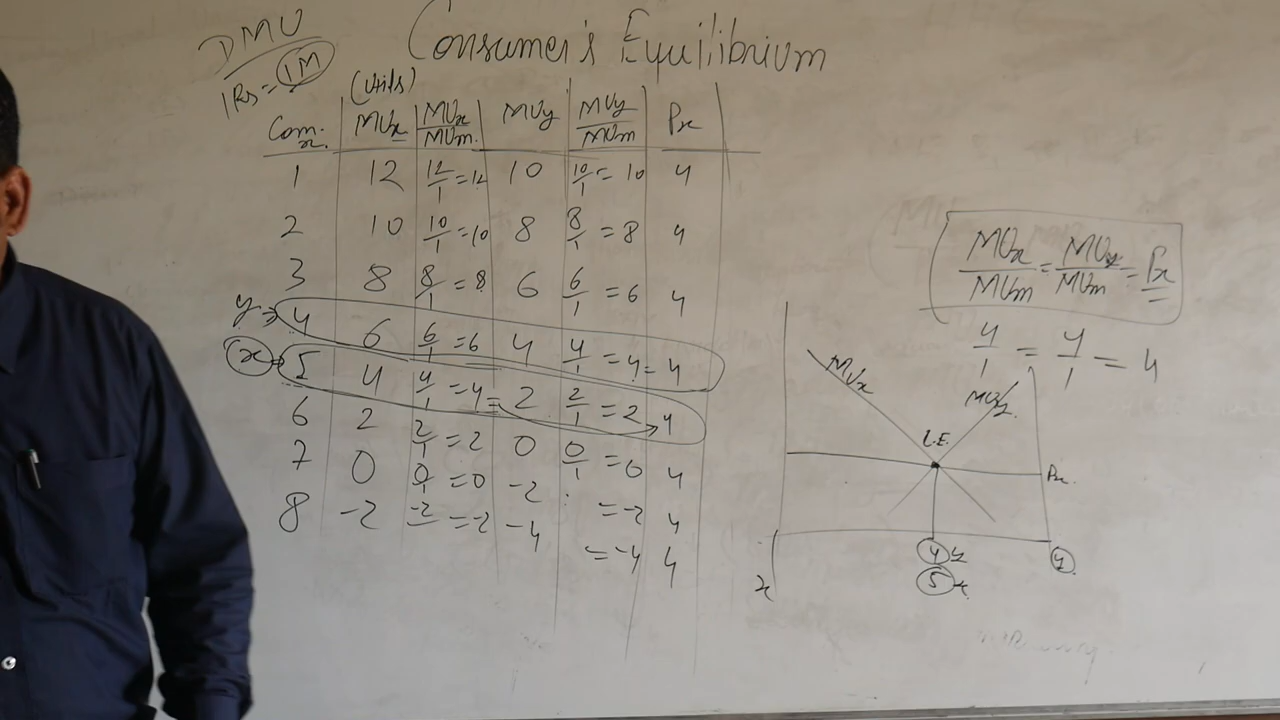 DMU
Consumer's Equilibrium
1Rs = 1M
(Utils)
Com. x. MUx MUx/MUm. MUy MUy/MUm Px
1 12 12/1 = 12 10 10/1 = 10 4
2 10 10/1 = 10 8 8/1 = 8 4
3 8 8/1 = 8 6 6/1 = 6 4
y → 4 6 6/1 = 6 4 4/1 = 4 = 4
x → 5 4 4/1 = 4 = 2 2/1 = 2 4
6 2 2/1 = 2 0 0/1 = 0 4
7 0 0/1 = 0 -2 = -2 4
8 -2 -2 = -2 -4 = -4 4
MUx/MUm = MUy/MUm = Px
4/1 = 4/1 = 4
MUx
MUy
C.E.
Px
4 y
5 x
x
y